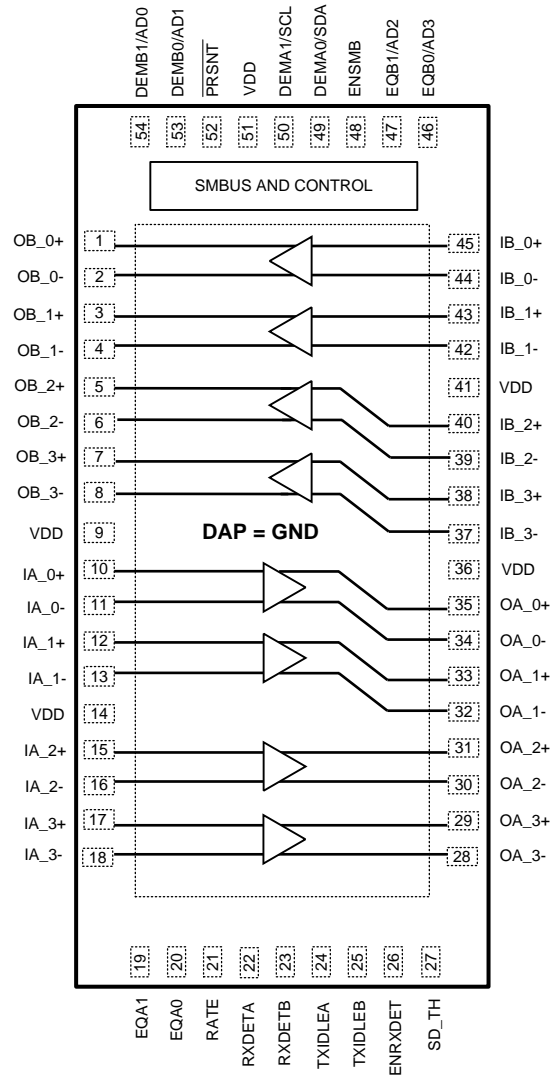 DEMB1/AD0
DEMB0/AD1
PRSNT
VDD
DEMA1/SCL
DEMA0/SDA
ENSMB
EQB1/AD2
EQB0/AD3
54
53
52
51
50
49
48
47
46
SMBUS AND CONTROL
OB_0+ 1 45 IB_0+
OB_0- 2 44 IB_0-
OB_1+ 3 43 IB_1+
OB_1- 4 42 IB_1-
OB_2+ 5 41 VDD
OB_2- 6 40 IB_2+
OB_3+ 7 39 IB_2-
OB_3- 8 38 IB_3+
VDD 9 DAP = GND 37 IB_3-
IA_0+ 10 36 VDD
IA_0- 11 35 OA_0+
IA_1+ 12 34 OA_0-
IA_1- 13 33 OA_1+
VDD 14 32 OA_1-
IA_2+ 15 31 OA_2+
IA_2- 16 30 OA_2-
IA_3+ 17 29 OA_3+
IA_3- 18 28 OA_3-
19
20
21
22
23
24
25
26
27
EQA1
EQA0
RATE
RXDETA
RXDETB
TXIDLEA
TXIDLEB
ENRXDET
SD_TH